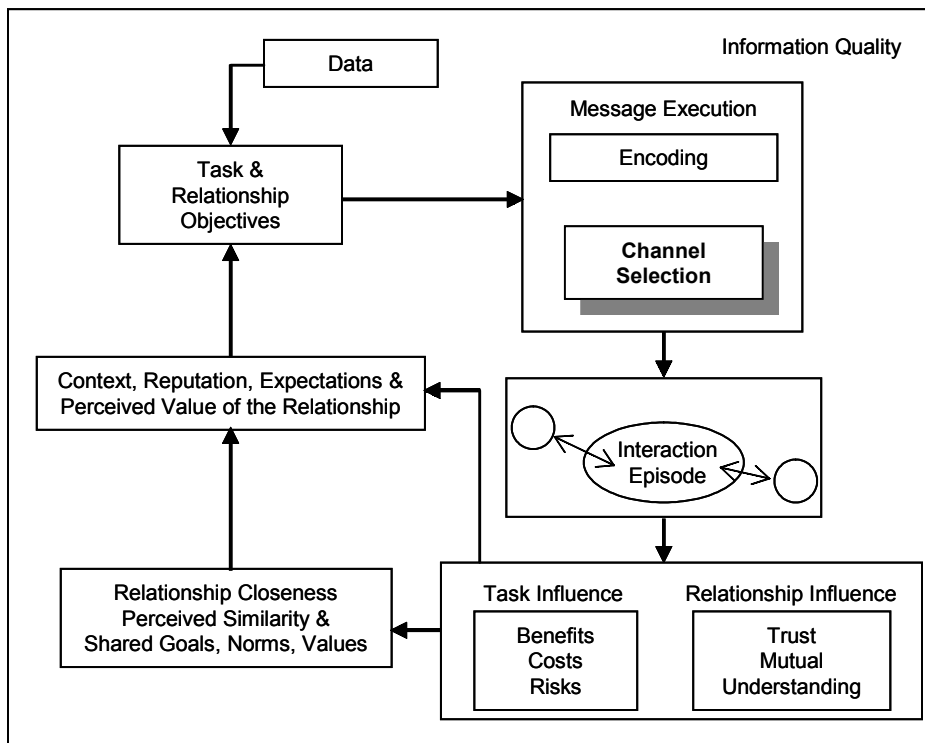 Information Quality
Data
Message Execution
Encoding
Task &
Relationship
Objectives
Channel
Selection
Context, Reputation, Expectations &
Perceived Value of the Relationship
Interaction
Episode
Relationship Closeness
Perceived Similarity &
Shared Goals, Norms, Values
Task Influence
Benefits
Costs
Risks
Relationship Influence
Trust
Mutual
Understanding